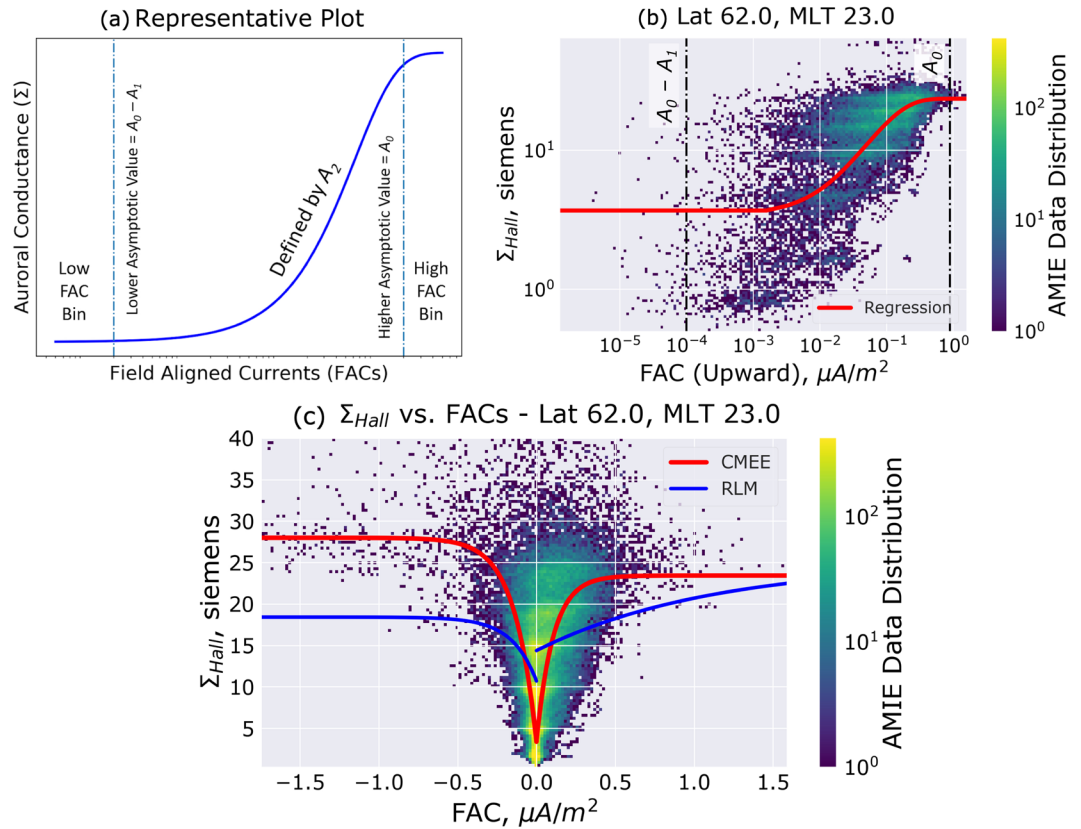 (a) Representative Plot
Auroral Conductance (Σ)
Low
FAC
Bin
Lower Asymptotic Value = A₀ − A₁
Defined by A₂
Higher Asymptotic Value = A₀
High
FAC
Bin
Field Aligned Currents (FACs)
(b) Lat 62.0, MLT 23.0
Σ_Hall, siemens
10¹
10⁰
A₀ − A₁
A₀
Regression
10⁻⁵
10⁻⁴
10⁻³
10⁻²
10⁻¹
10⁰
FAC (Upward), μA/m²
10²
10¹
10⁰
AMIE Data Distribution
(c) Σ_Hall vs. FACs - Lat 62.0, MLT 23.0
Σ_Hall, siemens
40
35
30
25
20
15
10
5
CMEE
RLM
−1.5
−1.0
−0.5
0.0
0.5
1.0
1.5
FAC, μA/m²
10²
10¹
10⁰
AMIE Data Distribution